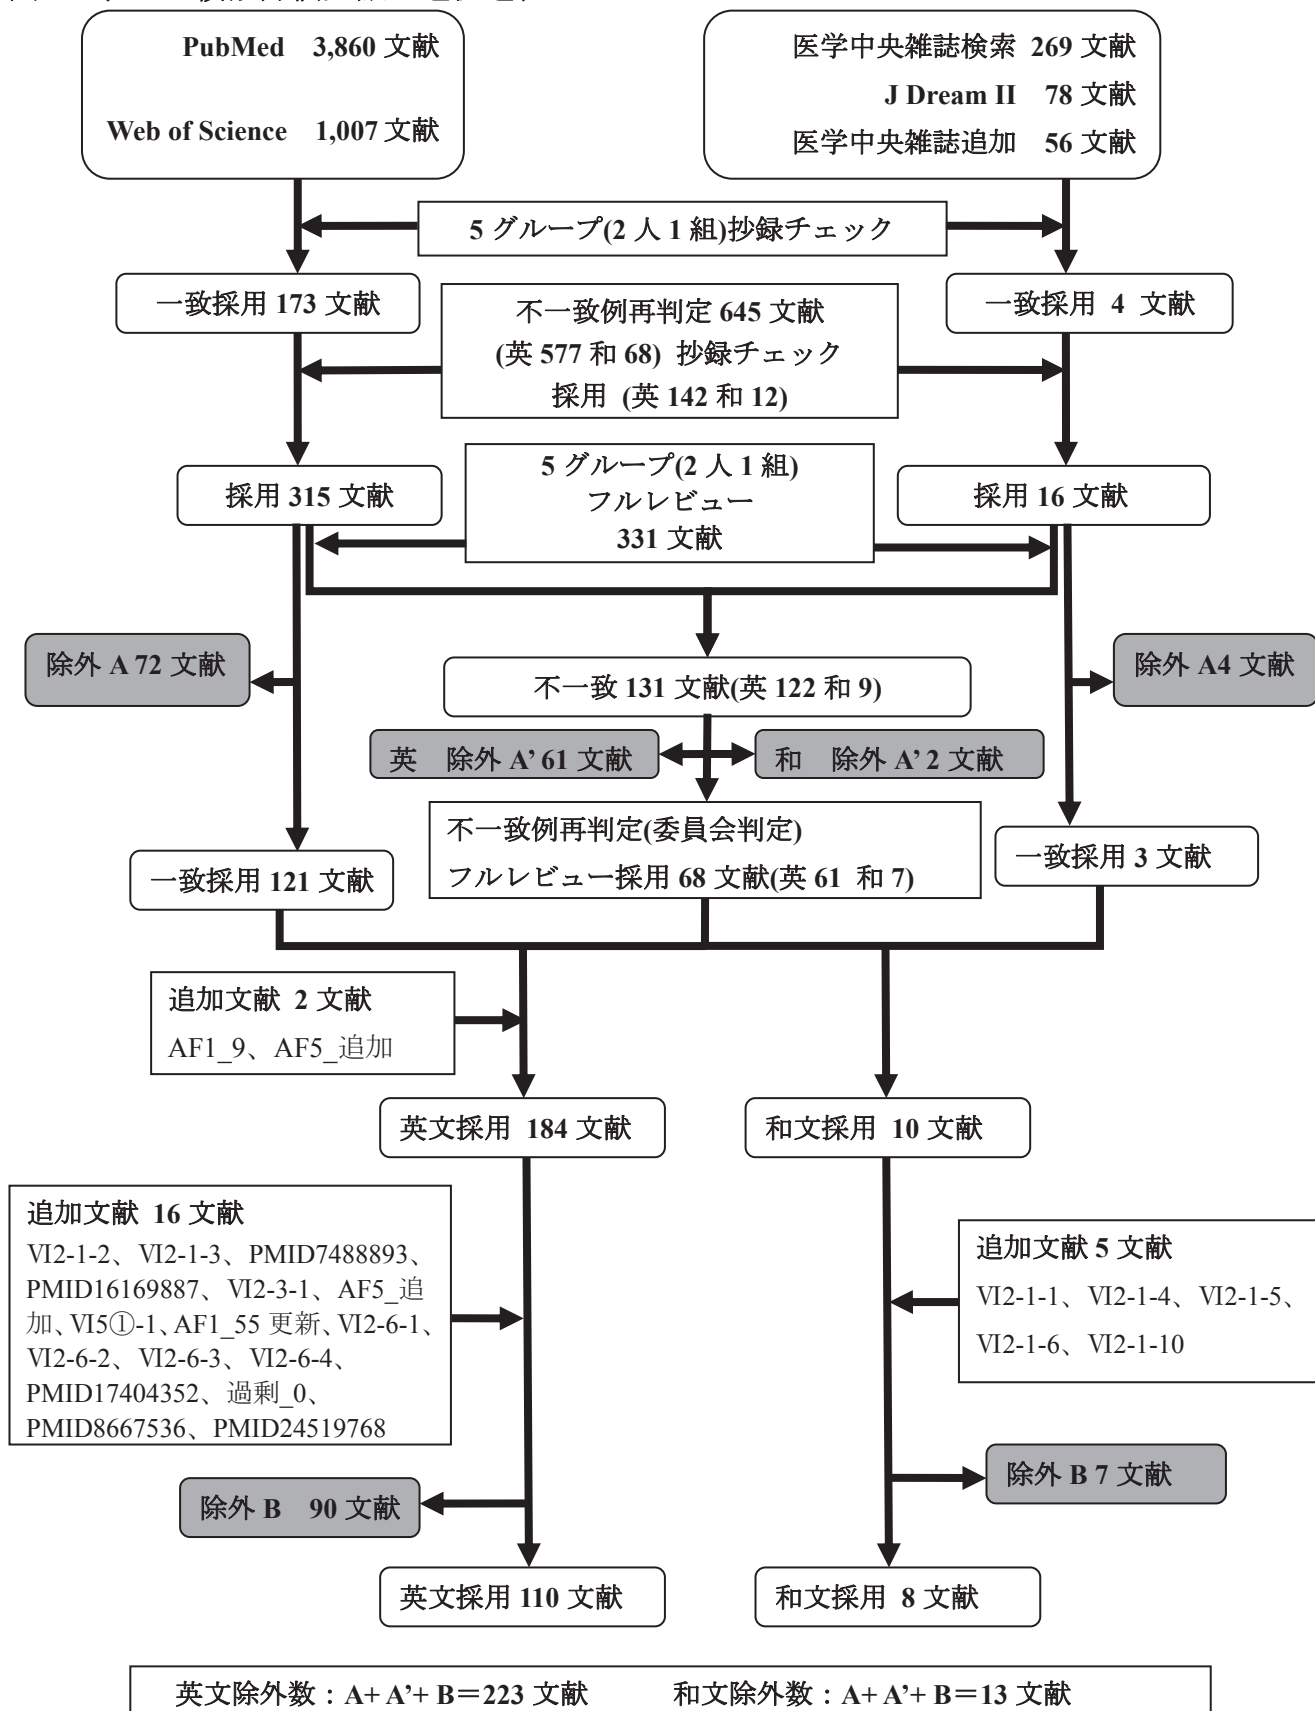 PubMed 3,860 文献
Web of Science 1,007 文献
医学中央雑誌検索 269 文献
J Dream II 78 文献
医学中央雑誌追加 56 文献
5 グループ(2 人 1 組)抄録チェック
一致採用 173 文献
不一致例再判定 645 文献
(英 577 和 68) 抄録チェック
採用 (英 142 和 12)
一致採用 4 文献
採用 315 文献
5 グループ(2 人 1 組)
フルレビュー
331 文献
採用 16 文献
除外 A 72 文献
不一致 131 文献(英 122 和 9)
除外 A4 文献
英 除外 A’ 61 文献
和 除外 A’ 2 文献
一致採用 121 文献
不一致例再判定(委員会判定)
フルレビュー採用 68 文献(英 61 和 7)
一致採用 3 文献
追加文献 2 文献
AF1_9、AF5_追加
英文採用 184 文献
和文採用 10 文献
追加文献 16 文献
VI2-1-2、VI2-1-3、PMID7488893、
PMID16169887、VI2-3-1、AF5_追
加、VI5①-1、AF1_55 更新、VI2-6-1、
VI2-6-2、VI2-6-3、VI2-6-4、
PMID17404352、過剰_0、
PMID8667536、PMID24519768
追加文献 5 文献
VI2-1-1、VI2-1-4、VI2-1-5、
VI2-1-6、VI2-1-10
除外 B 90 文献
除外 B 7 文献
英文採用 110 文献
和文採用 8 文献
英文除外数：A+ A’+ B＝223 文献 和文除外数：A+ A’+ B＝13 文献